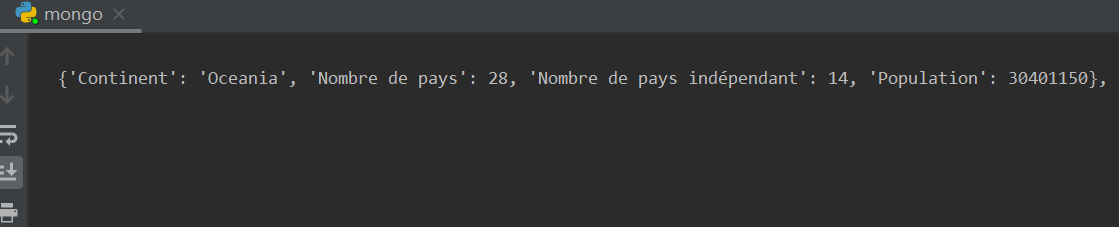 mongo
{'Continent': 'Oceania', 'Nombre de pays': 28, 'Nombre de pays indépendant': 14, 'Population': 30401150},